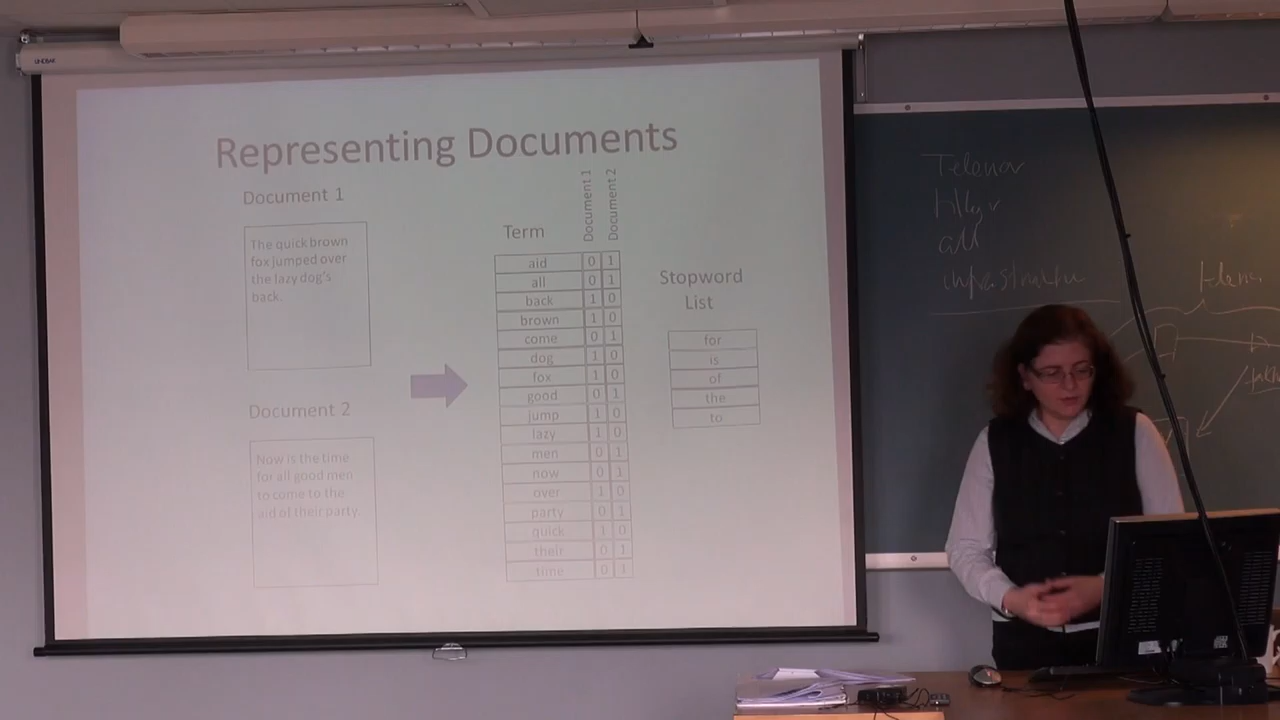 UNEBAK
Representing Documents
Document 1
The quick brown
fox jumped over
the lazy dog's
back.
Document 2
Now is the time
for all good men
to come to the
aid of their party.
Term Document 1 Document 2
aid 0 1
all 0 1
back 1 0
brown 1 0
come 0 1
dog 1 0
fox 1 0
good 0 1
jump 1 0
lazy 1 0
men 0 1
now 0 1
over 1 0
party 0 1
quick 1 0
their 0 1
time 0 1
Stopword
List
for
is
of
the
to
Telenor
all
infrastruktur